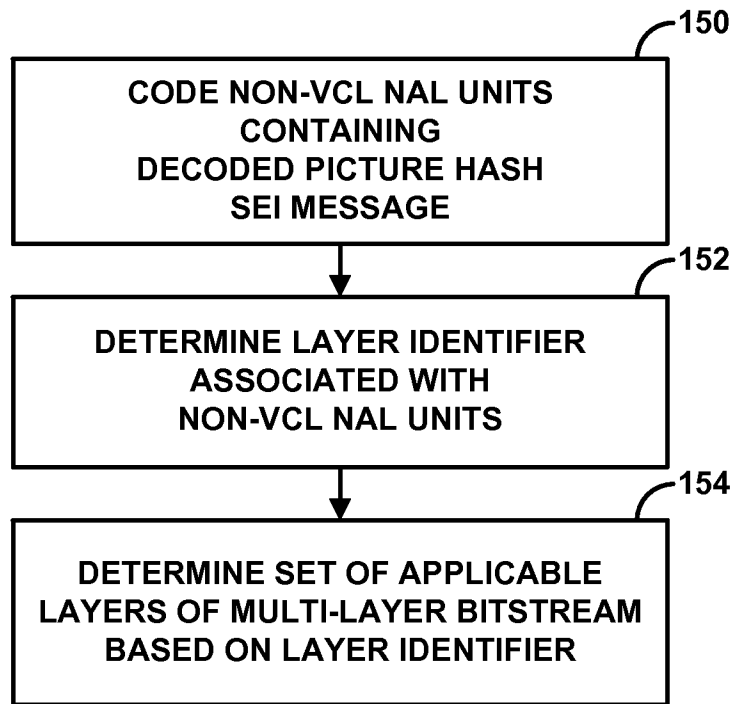 150
CODE NON-VCL NAL UNITS
CONTAINING
DECODED PICTURE HASH
SEI MESSAGE
152
DETERMINE LAYER IDENTIFIER
ASSOCIATED WITH
NON-VCL NAL UNITS
154
DETERMINE SET OF APPLICABLE
LAYERS OF MULTI-LAYER BITSTREAM
BASED ON LAYER IDENTIFIER